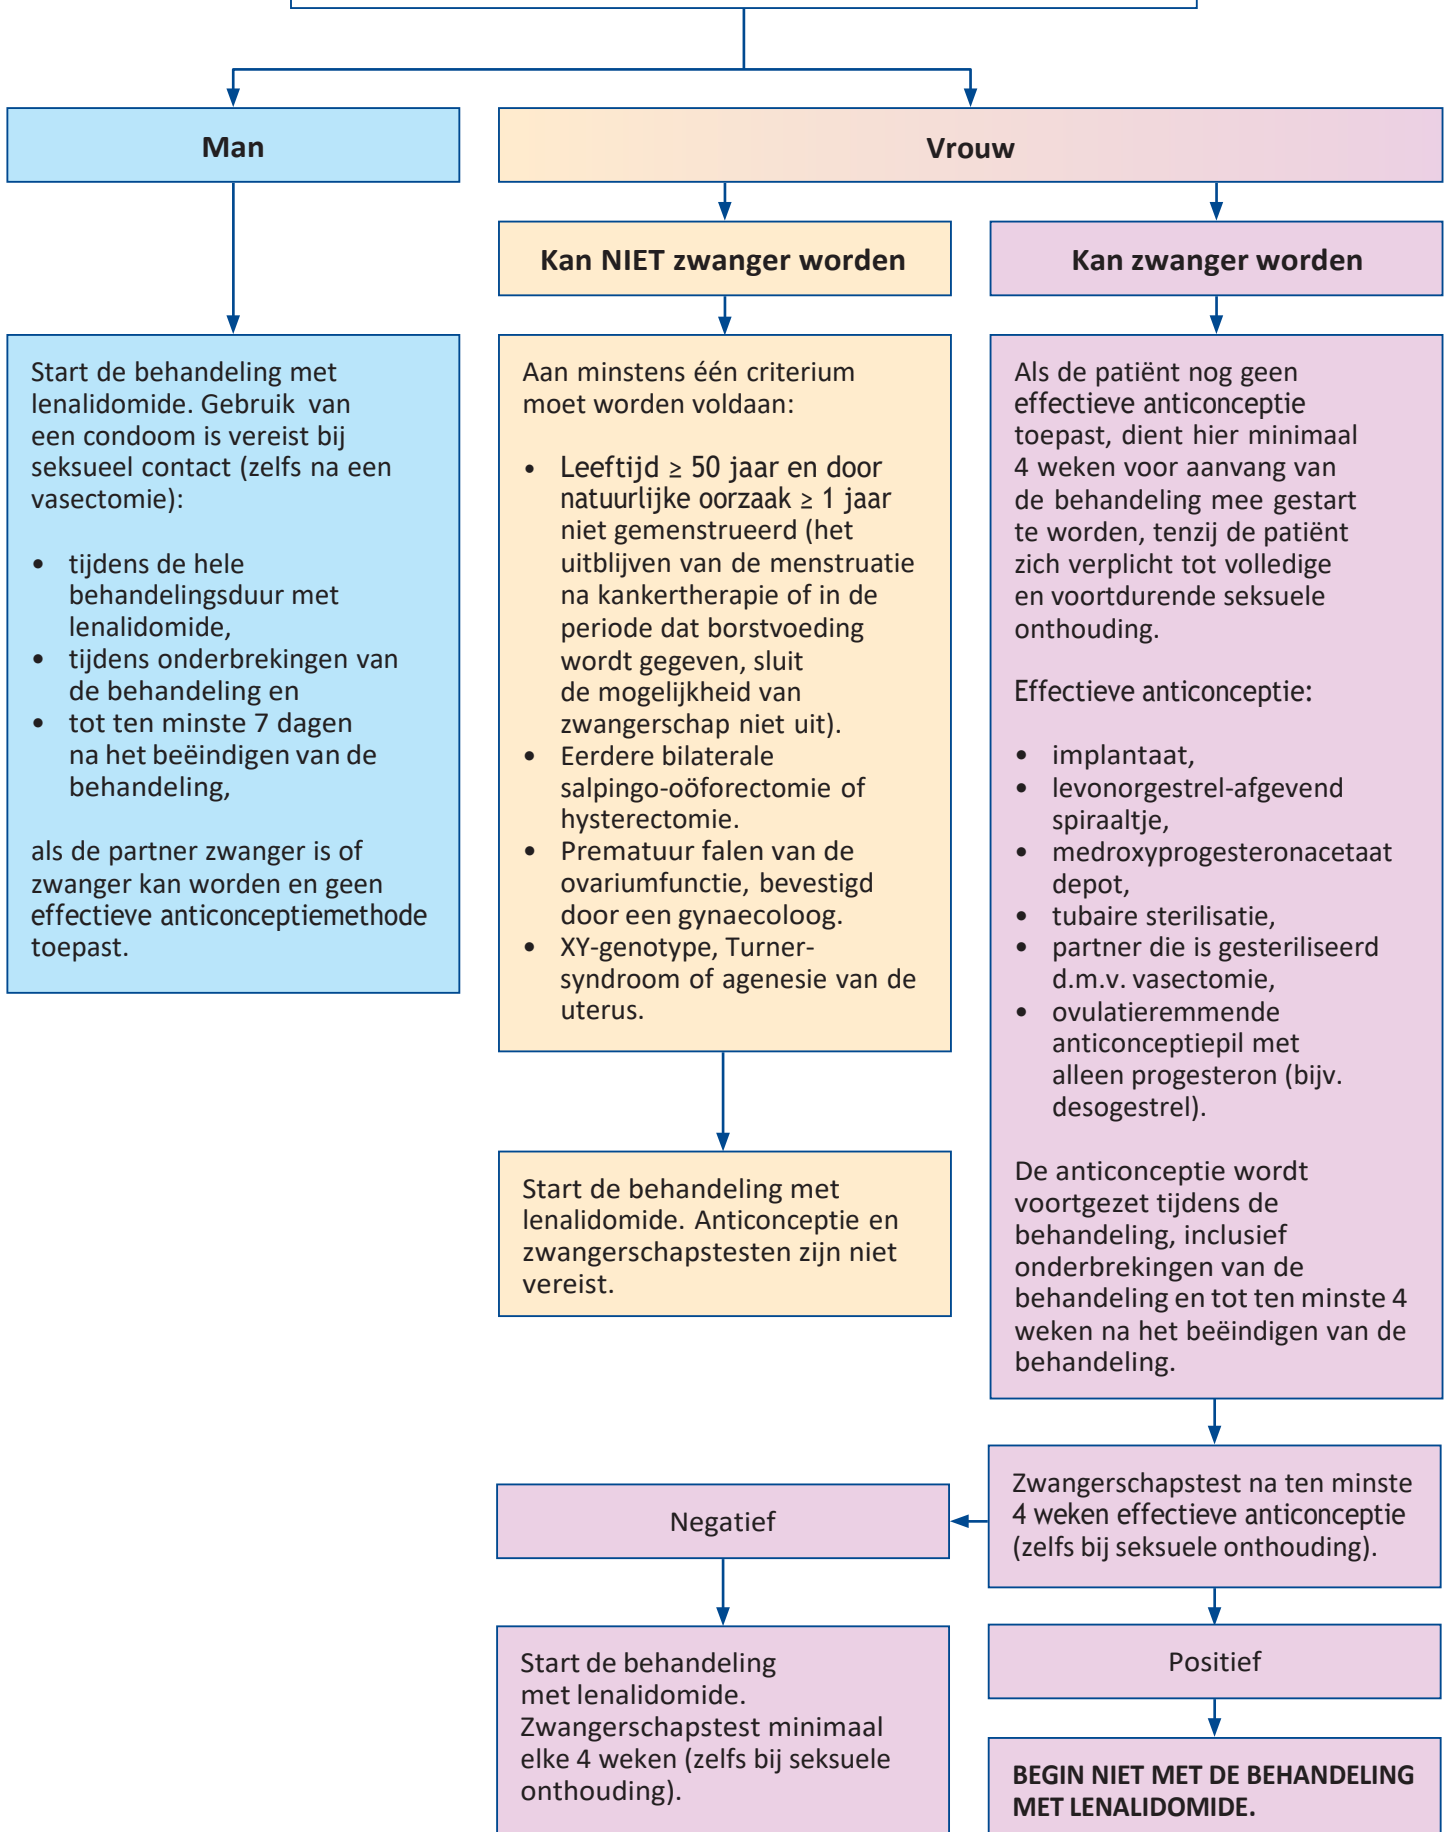 Man
Vrouw
Kan NIET zwanger worden
Kan zwanger worden
Start de behandeling met
lenalidomide. Gebruik van
een condoom is vereist bij
seksueel contact (zelfs na een
vasectomie):
• tijdens de hele
behandelingsduur met
lenalidomide,
• tijdens onderbrekingen van
de behandeling en
• tot ten minste 7 dagen
na het beëindigen van de
behandeling,
als de partner zwanger is of
zwanger kan worden en geen
effectieve anticonceptiemethode
toepast.
Aan minstens één criterium
moet worden voldaan:
• Leeftijd ≥ 50 jaar en door
natuurlijke oorzaak ≥ 1 jaar
niet gemenstrueerd (het
uitblijven van de menstruatie
na kankertherapie of in de
periode dat borstvoeding
wordt gegeven, sluit
de mogelijkheid van
zwangerschap niet uit).
• Eerdere bilaterale
salpingo-oöforectomie of
hysterectomie.
• Prematuur falen van de
ovariumfunctie, bevestigd
door een gynaecoloog.
• XY-genotype, Turner-
syndroom of agenesie van de
uterus.
Start de behandeling met
lenalidomide. Anticonceptie en
zwangerschapstesten zijn niet
vereist.
Als de patiënt nog geen
effectieve anticonceptie
toepast, dient hier minimaal
4 weken voor aanvang van
de behandeling mee gestart
te worden, tenzij de patiënt
zich verplicht tot volledige
en voortdurende seksuele
onthouding.
Effectieve anticonceptie:
• implantaat,
• levonorgestrel-afgevend
spiraaltje,
• medroxyprogesteronacetaat
depot,
• tubaire sterilisatie,
• partner die is gesteriliseerd
d.m.v. vasectomie,
• ovulatieremmende
anticonceptiepil met
alleen progesteron (bijv.
desogestrel).
De anticonceptie wordt
voortgezet tijdens de
behandeling, inclusief
onderbrekingen van de
behandeling en tot ten minste 4
weken na het beëindigen van de
behandeling.
Zwangerschapstest na ten minste
4 weken effectieve anticonceptie
(zelfs bij seksuele onthouding).
Negatief
Start de behandeling
met lenalidomide.
Zwangerschapstest minimaal
elke 4 weken (zelfs bij seksuele
onthouding).
Positief
BEGIN NIET MET DE BEHANDELING
MET LENALIDOMIDE.